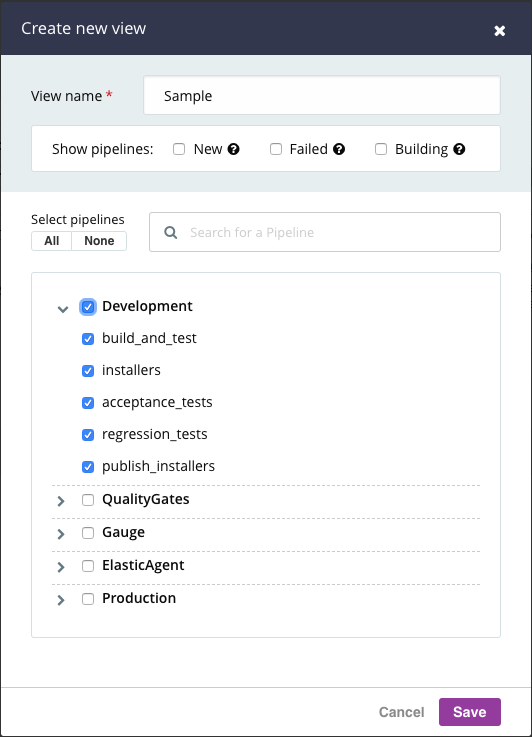 Create new view
View name *
Sample
Show pipelines: New Failed Building
Select pipelines
All None
Search for a Pipeline
Development
build_and_test
installers
acceptance_tests
regression_tests
publish_installers
QualityGates
Gauge
ElasticAgent
Production
Cancel Save